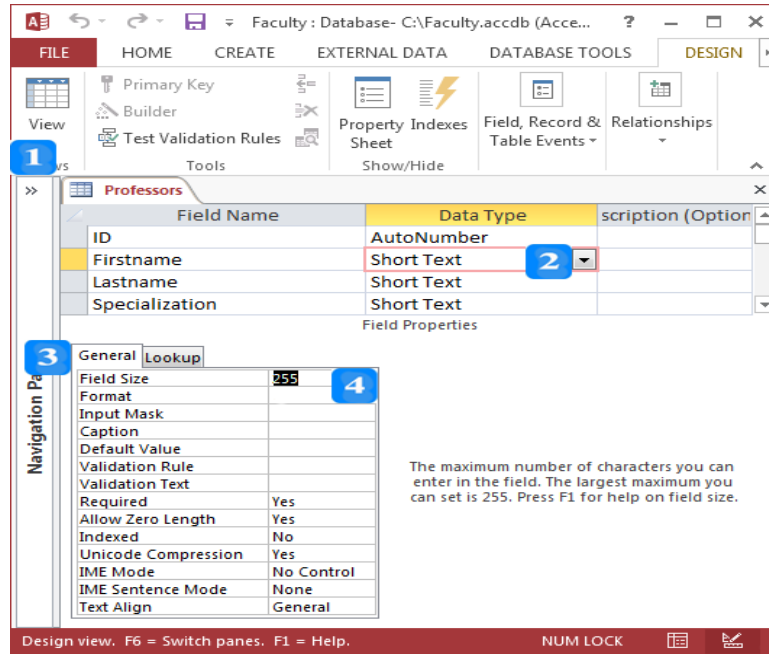 Faculty : Database- C:\Faculty.accdb (Acce... ?
FILE HOME CREATE EXTERNAL DATA DATABASE TOOLS DESIGN
View
Primary Key
Builder
Test Validation Rules
Tools
Property Sheet
Indexes
Show/Hide
Field, Record & Table Events
Relationships
1
ws
Professors
Field Name Data Type scription (Option
ID AutoNumber
Firstname Short Text 2
Lastname Short Text
Specialization Short Text
Field Properties
3
Navigation Pa
General Lookup
Field Size 255 4
Format
Input Mask
Caption
Default Value
Validation Rule
Validation Text
Required Yes
Allow Zero Length Yes
Indexed No
Unicode Compression Yes
IME Mode No Control
IME Sentence Mode None
Text Align General
The maximum number of characters you can
enter in the field. The largest maximum you
can set is 255. Press F1 for help on field size.
Design view. F6 = Switch panes. F1 = Help. NUM LOCK